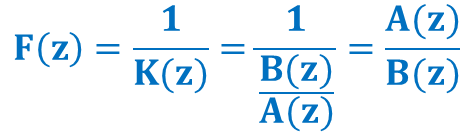 F(z) = 1/K(z) = 1/(B(z)/A(z)) = A(z)/B(z)